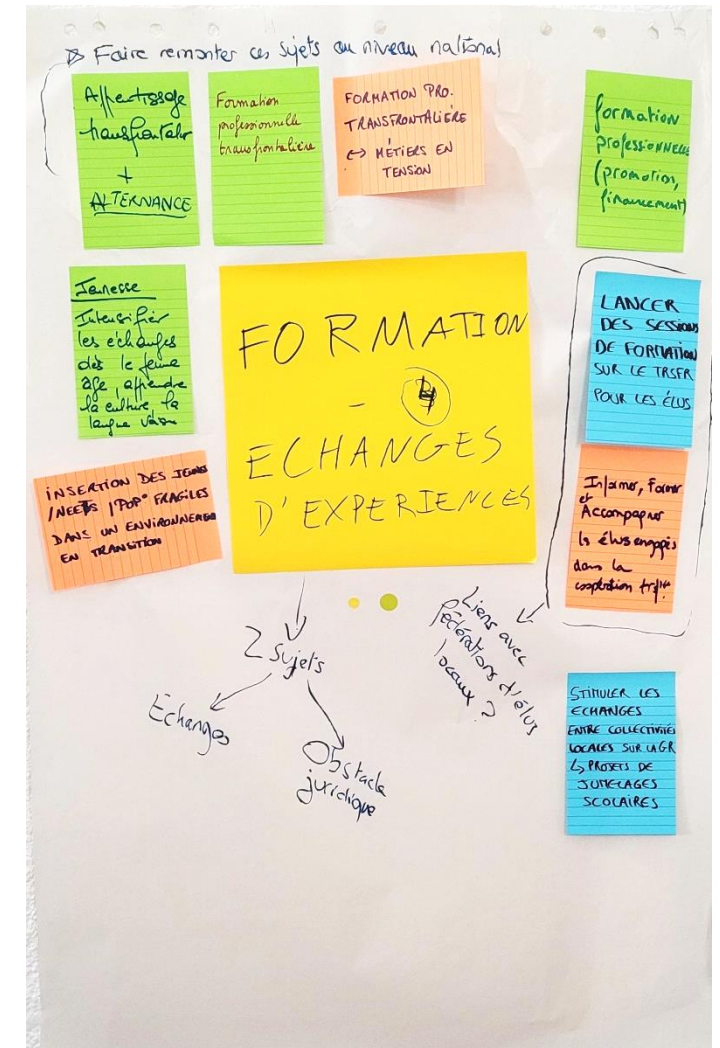 Faire remonter ces sujets au niveau national
Apprentissage
transfrontalier
+
ALTERNANCE
Formation
professionnelle
transfrontalière
FORMATION PRO.
TRANSFRONTALIÈRE
↔ MÉTIERS EN
TENSION
formation
professionnelle
(promotion,
financement)
Jeunesse
Intensifier
les échanges
dès le jeune
âge, apprendre
la culture, la
langue
FORMATION
-
ECHANGES
D'EXPERIENCES
LANCER
DES SESSIONS
DE FORMATION
SUR LE TRSFR
POUR LES ÉLUS
INSERTION DES JEUNES
/NEETS /POP° FRAGILES
DANS UN ENVIRONNEMENT
EN TRANSITION
Informer, Former
et
Accompagner
ls élus engagés
dans la
coopération
2 sujets
Echanges
Obstacle
juridique
Liens avec
fédérations d'élus
locaux ?
STIMULER LES
ECHANGES
ENTRE COLLECTIVITÉS
LOCALES SUR LA GR
↳ PROJETS DE
JUMELAGES
SCOLAIRES